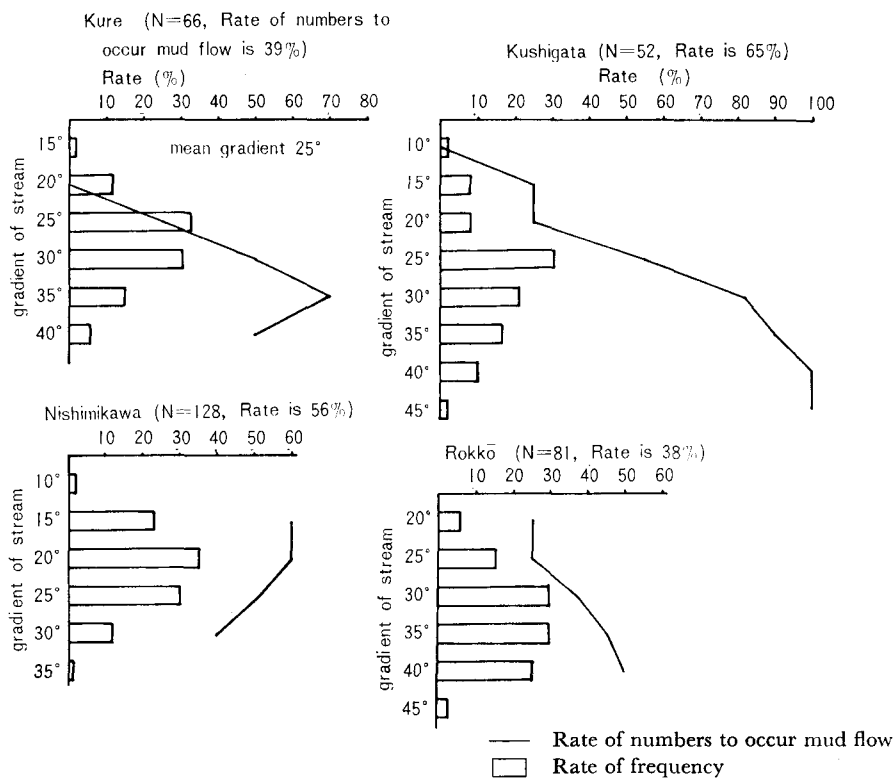 Kure (N=66, Rate of numbers to
occur mud flow is 39%)
Rate (%)
10 20 30 40 50 60 70 80
mean gradient 25°
gradient of stream
15°
20°
25°
30°
35°
40°
Kushigata (N=52, Rate is 65%)
Rate (%)
10 20 30 40 60 80 100
gradient of stream
10°
15°
20°
25°
30°
35°
40°
45°
Nishimikawa (N=128, Rate is 56%)
10 20 30 40 50 60
gradient of stream
10°
15°
20°
25°
30°
35°
Rokkō (N=81, Rate is 38%)
10 20 30 40 50 60
gradient of stream
20°
25°
30°
35°
40°
45°
Rate of numbers to occur mud flow
Rate of frequency